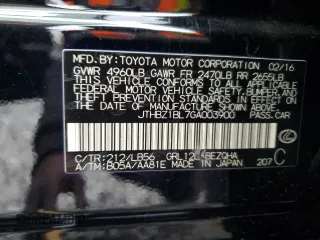 MFD. BY: TOYOTA MOTOR CORPORATION 02/16
GVWR 4960LB GAWR FR 2470LB RR 2655LB
THIS VEHICLE CONFORMS TO ALL APPLICABLE
FEDERAL MOTOR VEHICLE SAFETY,
BUMPER, AND THEFT PREVENTION STANDARDS IN EFFECT ON
THE DATE OF MANUFACTURE SHOWN ABOVE.
JTHBZ1BL7GA003900 PASS.CAR
C/TR:212/LB56 GRL12L-BEZQHA
A/TM:B05A/AA81E MADE IN JAPAN 207 C